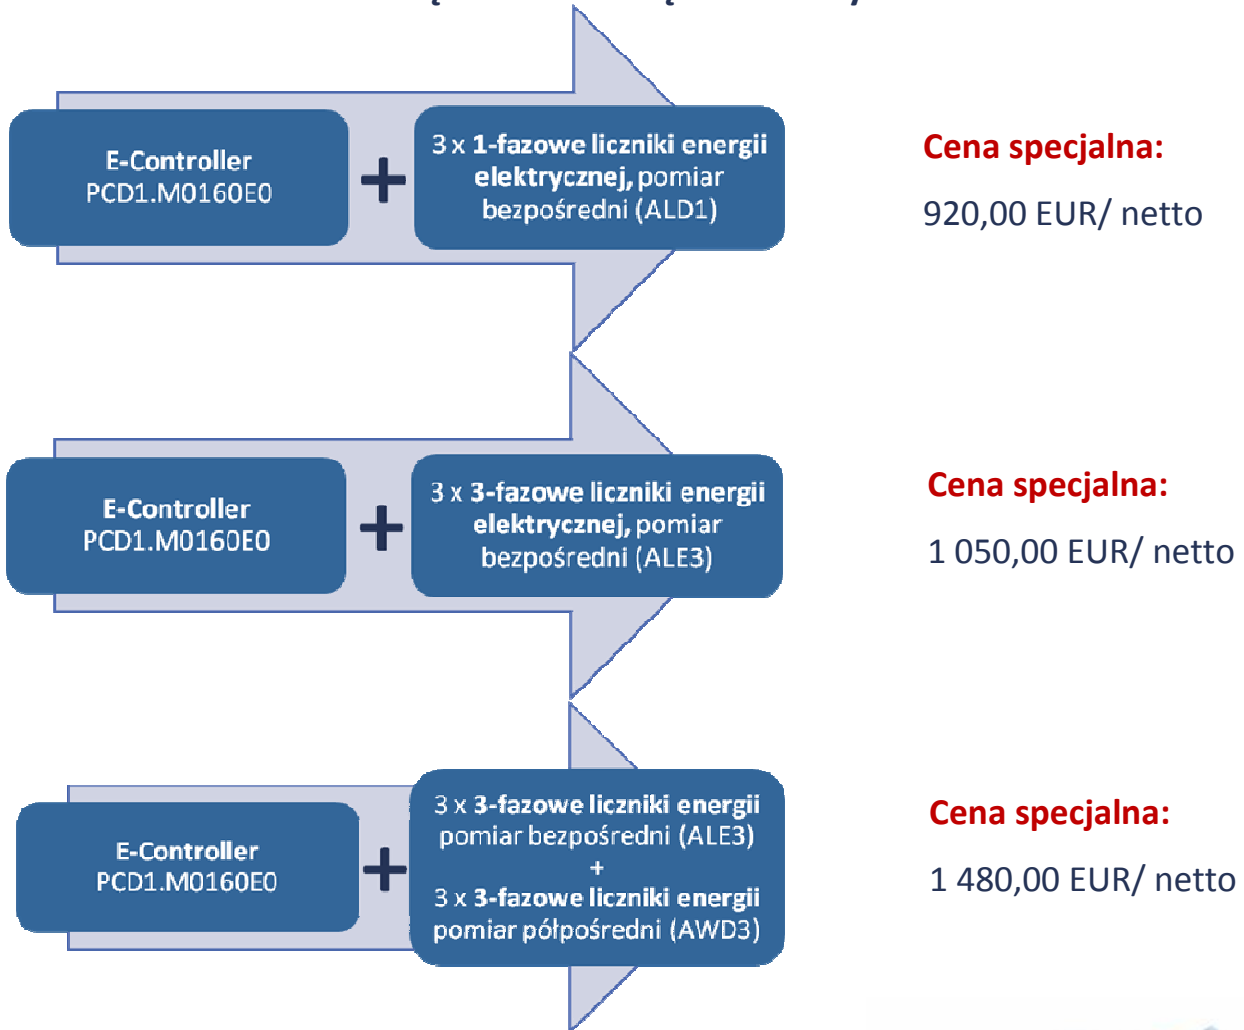 E-Controller
PCD1.M0160E0
+
3 x 1-fazowe liczniki energii
elektrycznej, pomiar
bezpośredni (ALD1)
Cena specjalna:
920,00 EUR/ netto
E-Controller
PCD1.M0160E0
+
3 x 3-fazowe liczniki energii
elektrycznej, pomiar
bezpośredni (ALE3)
Cena specjalna:
1 050,00 EUR/ netto
E-Controller
PCD1.M0160E0
+
3 x 3-fazowe liczniki energii
pomiar bezpośredni (ALE3)
+
3 x 3-fazowe liczniki energii
pomiar półpośredni (AWD3)
Cena specjalna:
1 480,00 EUR/ netto